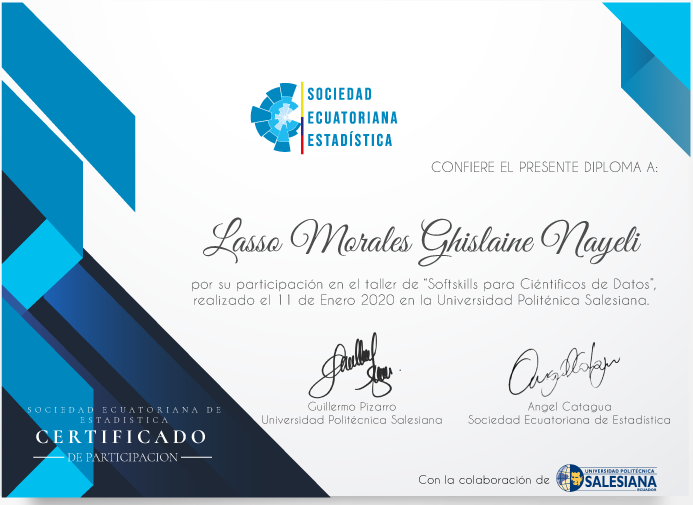 SOCIEDAD
ECUATORIANA
ESTADÍSTICA
CONFIERE EL PRESENTE DIPLOMA A:
Lasso Morales Ghislaine Nayeli
por su participación en el taller de "Softskills para Ciéntificos de Datos",
realizado el 11 de Enero 2020 en la Universidad Politénica Salesiana.
Guillermo Pizarro
Universidad Politécnica Salesiana
Angel Catagua
Sociedad Ecuatoriana de Estadística
SOCIEDAD ECUATORIANA DE
ESTADISTICA
CERTIFICADO
DE PARTICIPACION
Con la colaboración de
UNIVERSIDAD POLITÉCNICA
SALESIANA
ECUADOR